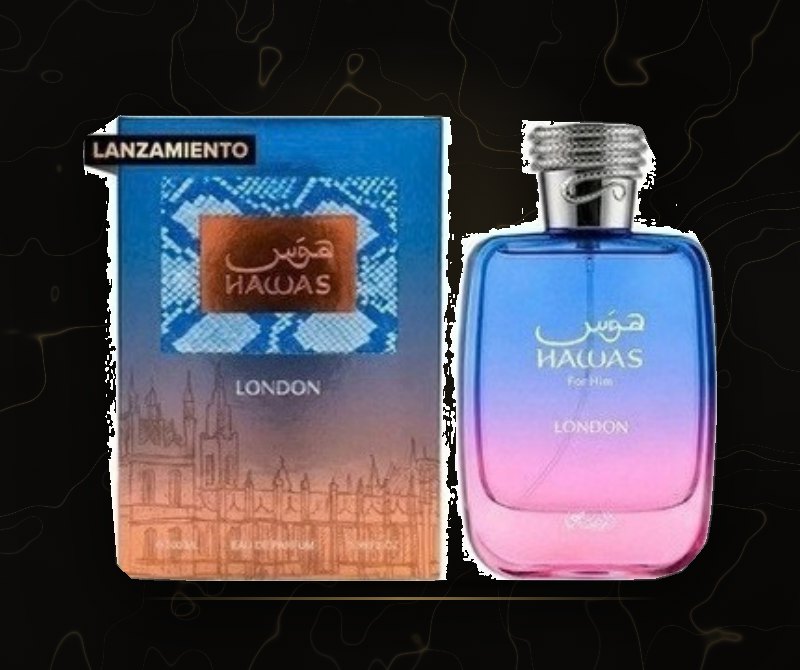 LANZAMIENTO
هوس
HAWAS
LONDON
EAU DE PARFUM
هوس
HAWAS
For Him
LONDON